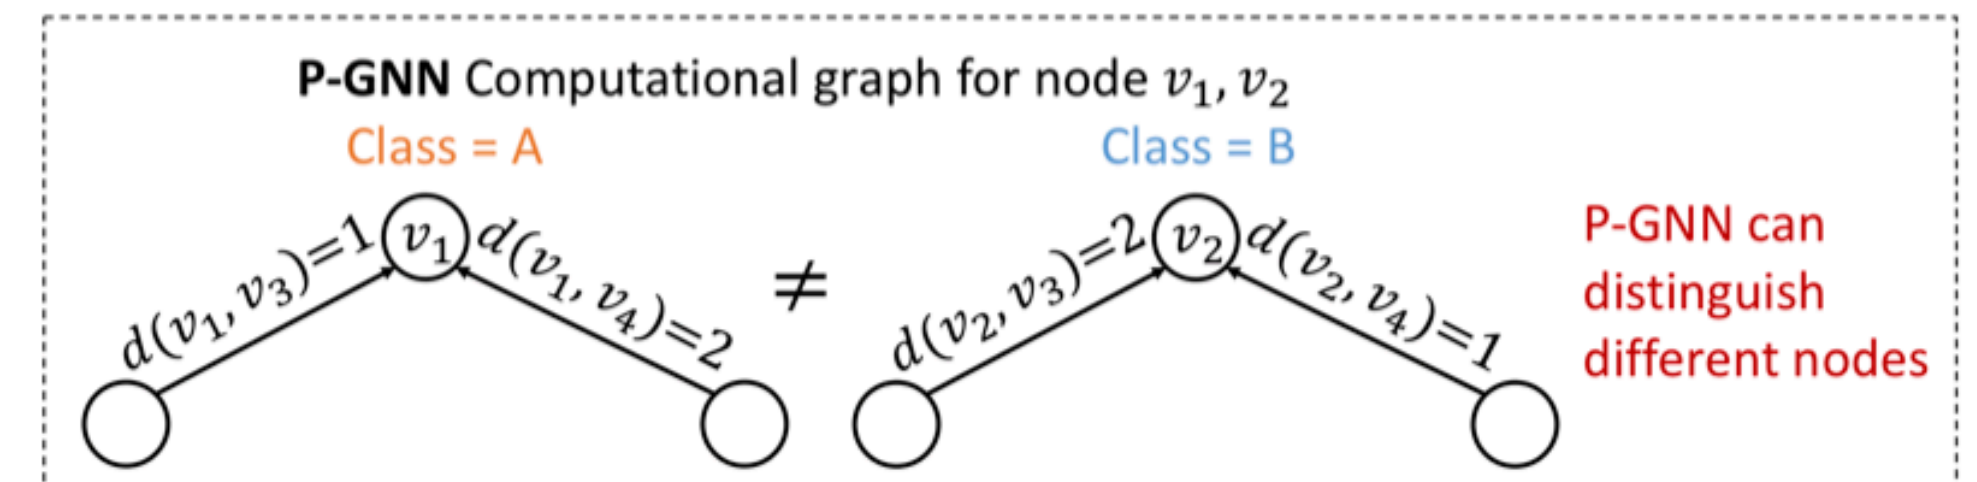 P-GNN Computational graph for node v₁, v₂
Class = A
Class = B
d(v₁, v₃)=1
v₁
d(v₁, v₄)=2
≠
d(v₂, v₃)=2
v₂
d(v₂, v₄)=1
P-GNN can
distinguish
different nodes